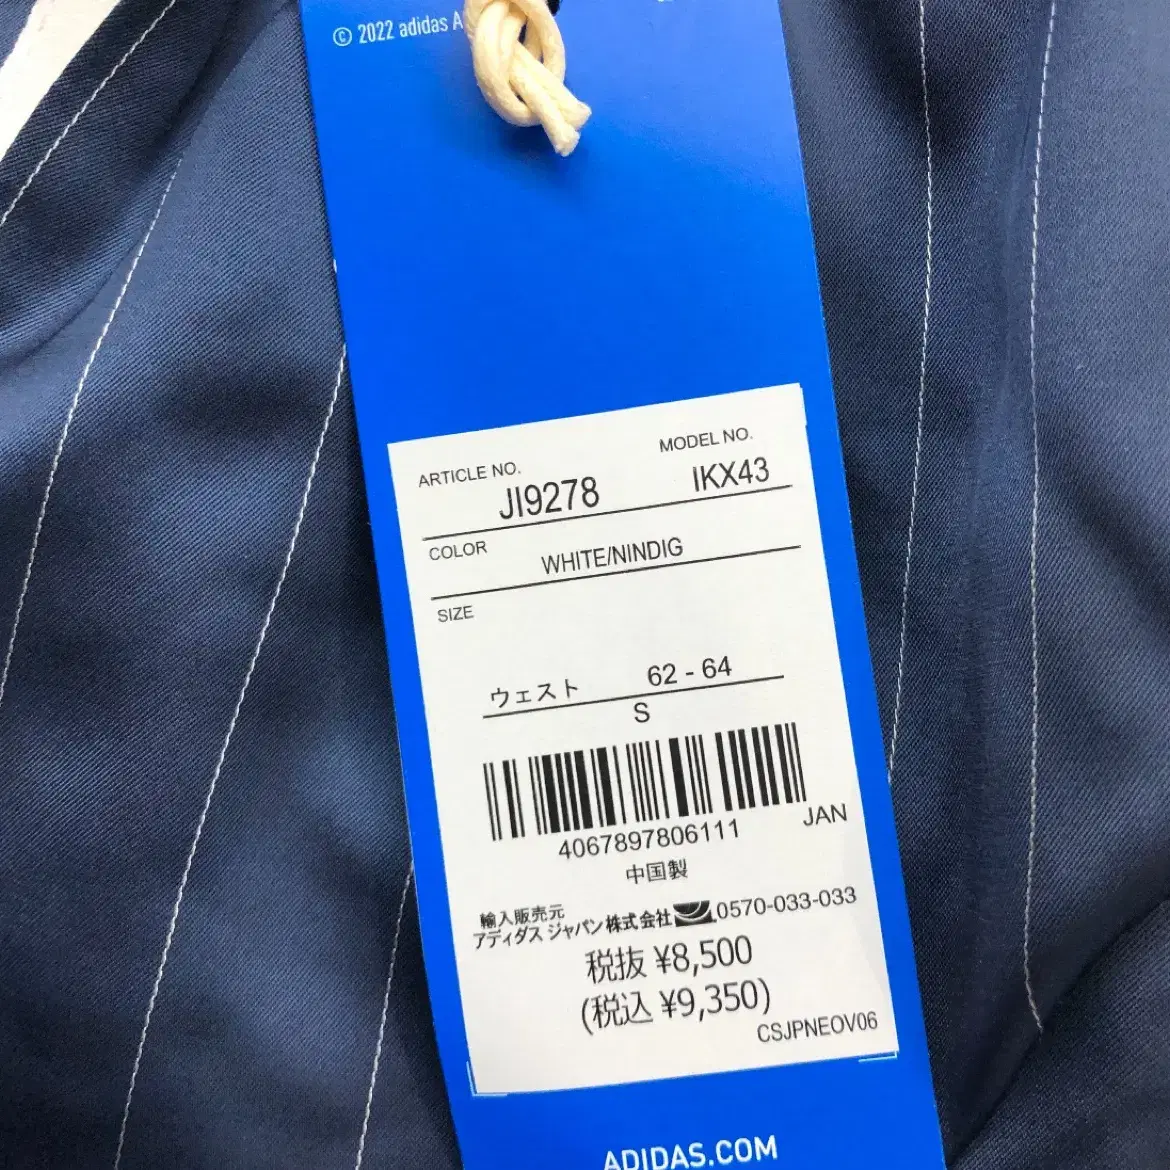 © 2022 adidas A
ARTICLE NO. MODEL NO.
JI9278 IKX43
COLOR
WHITE/NINDIG
SIZE
ウェスト 62 - 64
S
4067897806111 JAN
中国製
輸入販売元
アディダス ジャパン株式会社 0570-033-033
税抜 ¥8,500
(税込 ¥9,350)
CSJPNEOV06
ADIDAS.COM